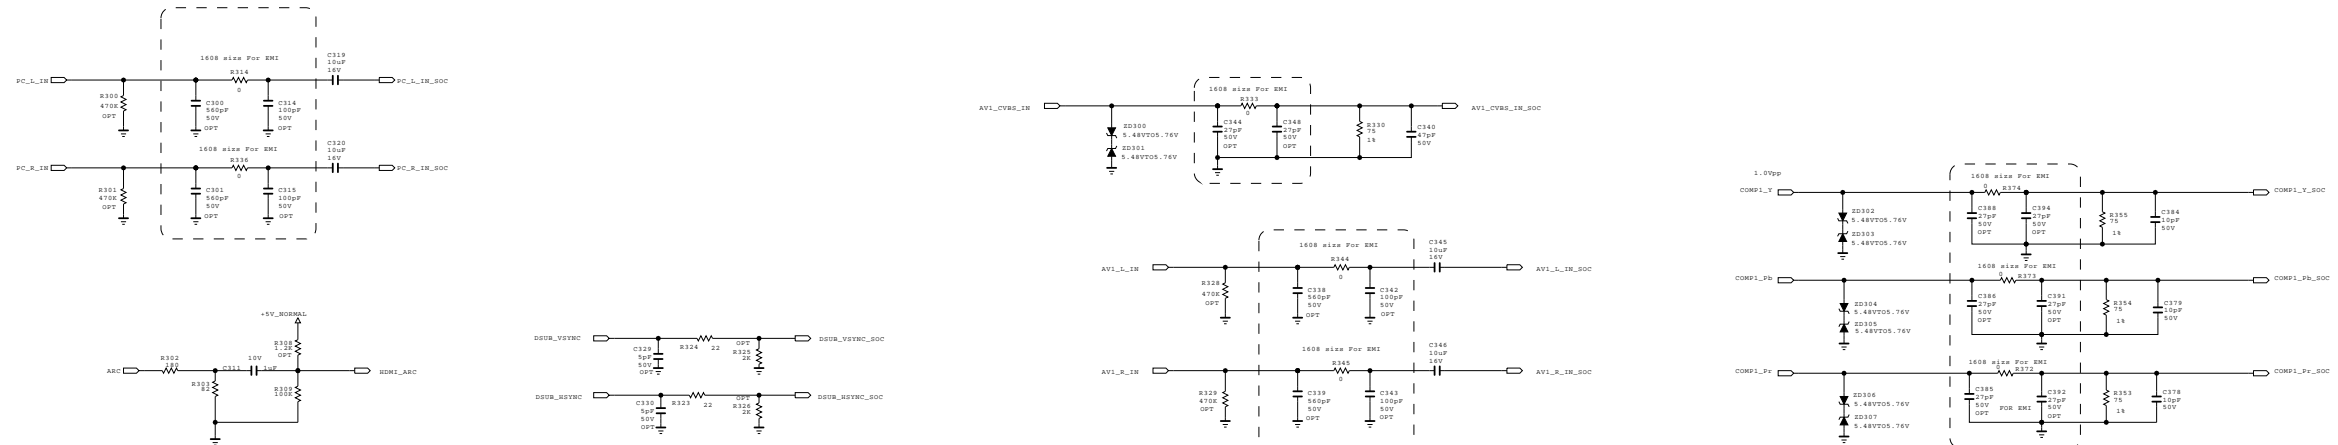 1608 sizs For EMI
C319
10uF
16V
PC_L_IN
R314
0
PC_L_IN_SOC
R300
470K
OPT
C300
560pF
50V
OPT
C314
100pF
50V
OPT
1608 sizs For EMI
C320
10uF
16V
PC_R_IN
R336
0
PC_R_IN_SOC
R301
470K
OPT
C301
560pF
50V
OPT
C315
100pF
50V
OPT
+5V_NORMAL
R308
1.2K
OPT
ARC
R302
180
C311
10V
1uF
HDMI_ARC
R303
82
R309
100K
DSUB_VSYNC
C329
5pF
50V
OPT
R324
22
OPT
R325
2K
DSUB_VSYNC_SOC
DSUB_HSYNC
C330
5pF
50V
OPT
R323
22
OPT
R326
2K
DSUB_HSYNC_SOC
1608 sizs For EMI
AV1_CVBS_IN
R333
0
AV1_CVBS_IN_SOC
ZD300
5.48VTO5.76V
ZD301
5.48VTO5.76V
C344
27pF
50V
OPT
C348
27pF
50V
OPT
R330
75
1%
C340
47pF
50V
1608 sizs For EMI
C345
10uF
16V
AV1_L_IN
R344
0
AV1_L_IN_SOC
R328
470K
OPT
C338
560pF
50V
OPT
C342
100pF
50V
OPT
1608 sizs For EMI
C346
10uF
16V
AV1_R_IN
R345
0
AV1_R_IN_SOC
R329
470K
OPT
C339
560pF
50V
OPT
C343
100pF
50V
OPT
1.0Vpp
1608 sizs For EMI
COMP1_Y
0
R374
COMP1_Y_SOC
ZD302
5.48VTO5.76V
ZD303
5.48VTO5.76V
C388
27pF
50V
OPT
C394
27pF
50V
OPT
R355
75
1%
C384
10pF
50V
1608 sizs For EMI
COMP1_Pb
0
R373
COMP1_Pb_SOC
ZD304
5.48VTO5.76V
ZD305
5.48VTO5.76V
C386
27pF
50V
OPT
C391
27pF
50V
OPT
R354
75
1%
C379
10pF
50V
1608 sizs For EMI
COMP1_Pr
0
R372
COMP1_Pr_SOC
ZD306
5.48VTO5.76V
ZD307
5.48VTO5.76V
C385
27pF
50V
OPT
FOR EMI
C392
27pF
50V
OPT
R353
75
1%
C378
10pF
50V